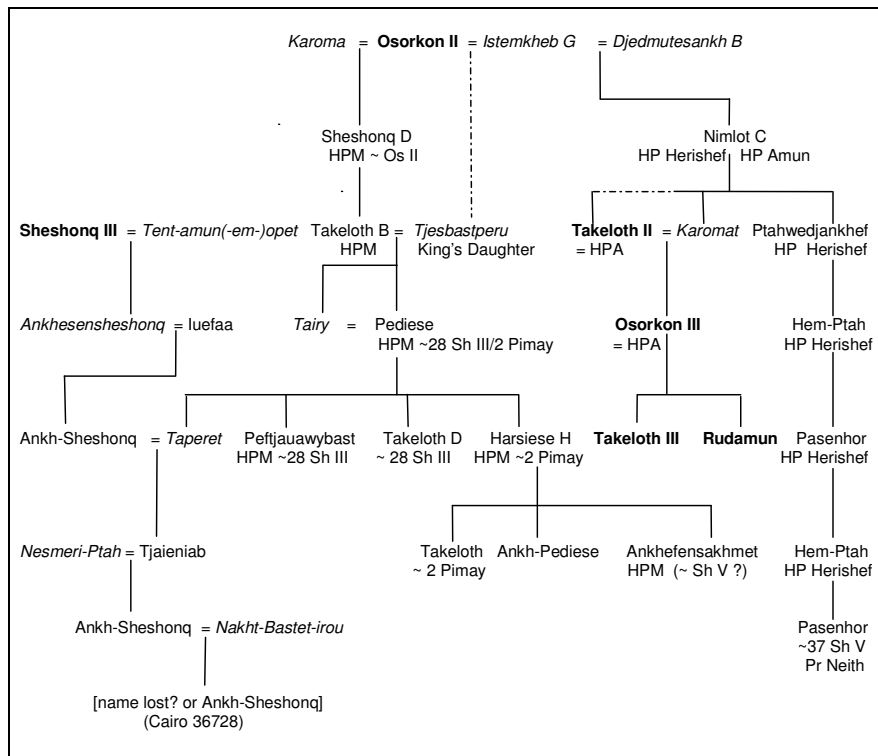 Karoma = Osorkon II = Istemkheb G = Djedmutesankh B
Sheshonq D Nimlot C
HPM ~ Os II HP Herishef HP Amun
Sheshonq III = Tent-amun(-em-)opet Takeloth B = Tjesbastperu Takeloth II = Karomat Ptahwedjankhef
HPM King's Daughter = HPA HP Herishef
Ankhesensheshonq = Iuefaa Tairy = Pediese Osorkon III Hem-Ptah
HPM ~28 Sh III/2 Pimay = HPA HP Herishef
Ankh-Sheshonq = Taperet Peftjauawybast Takeloth D Harsiese H Takeloth III Rudamun Pasenhor
HPM ~28 Sh III ~ 28 Sh III HPM ~2 Pimay HP Herishef
Nesmeri-Ptah = Tjaieniab Takeloth Ankh-Pediese Ankhefensakhmet Hem-Ptah
~ 2 Pimay HPM (~ Sh V ?) HP Herishef
Ankh-Sheshonq = Nakht-Bastet-irou Pasenhor
~37 Sh V
Pr Neith
[name lost? or Ankh-Sheshonq]
(Cairo 36728)